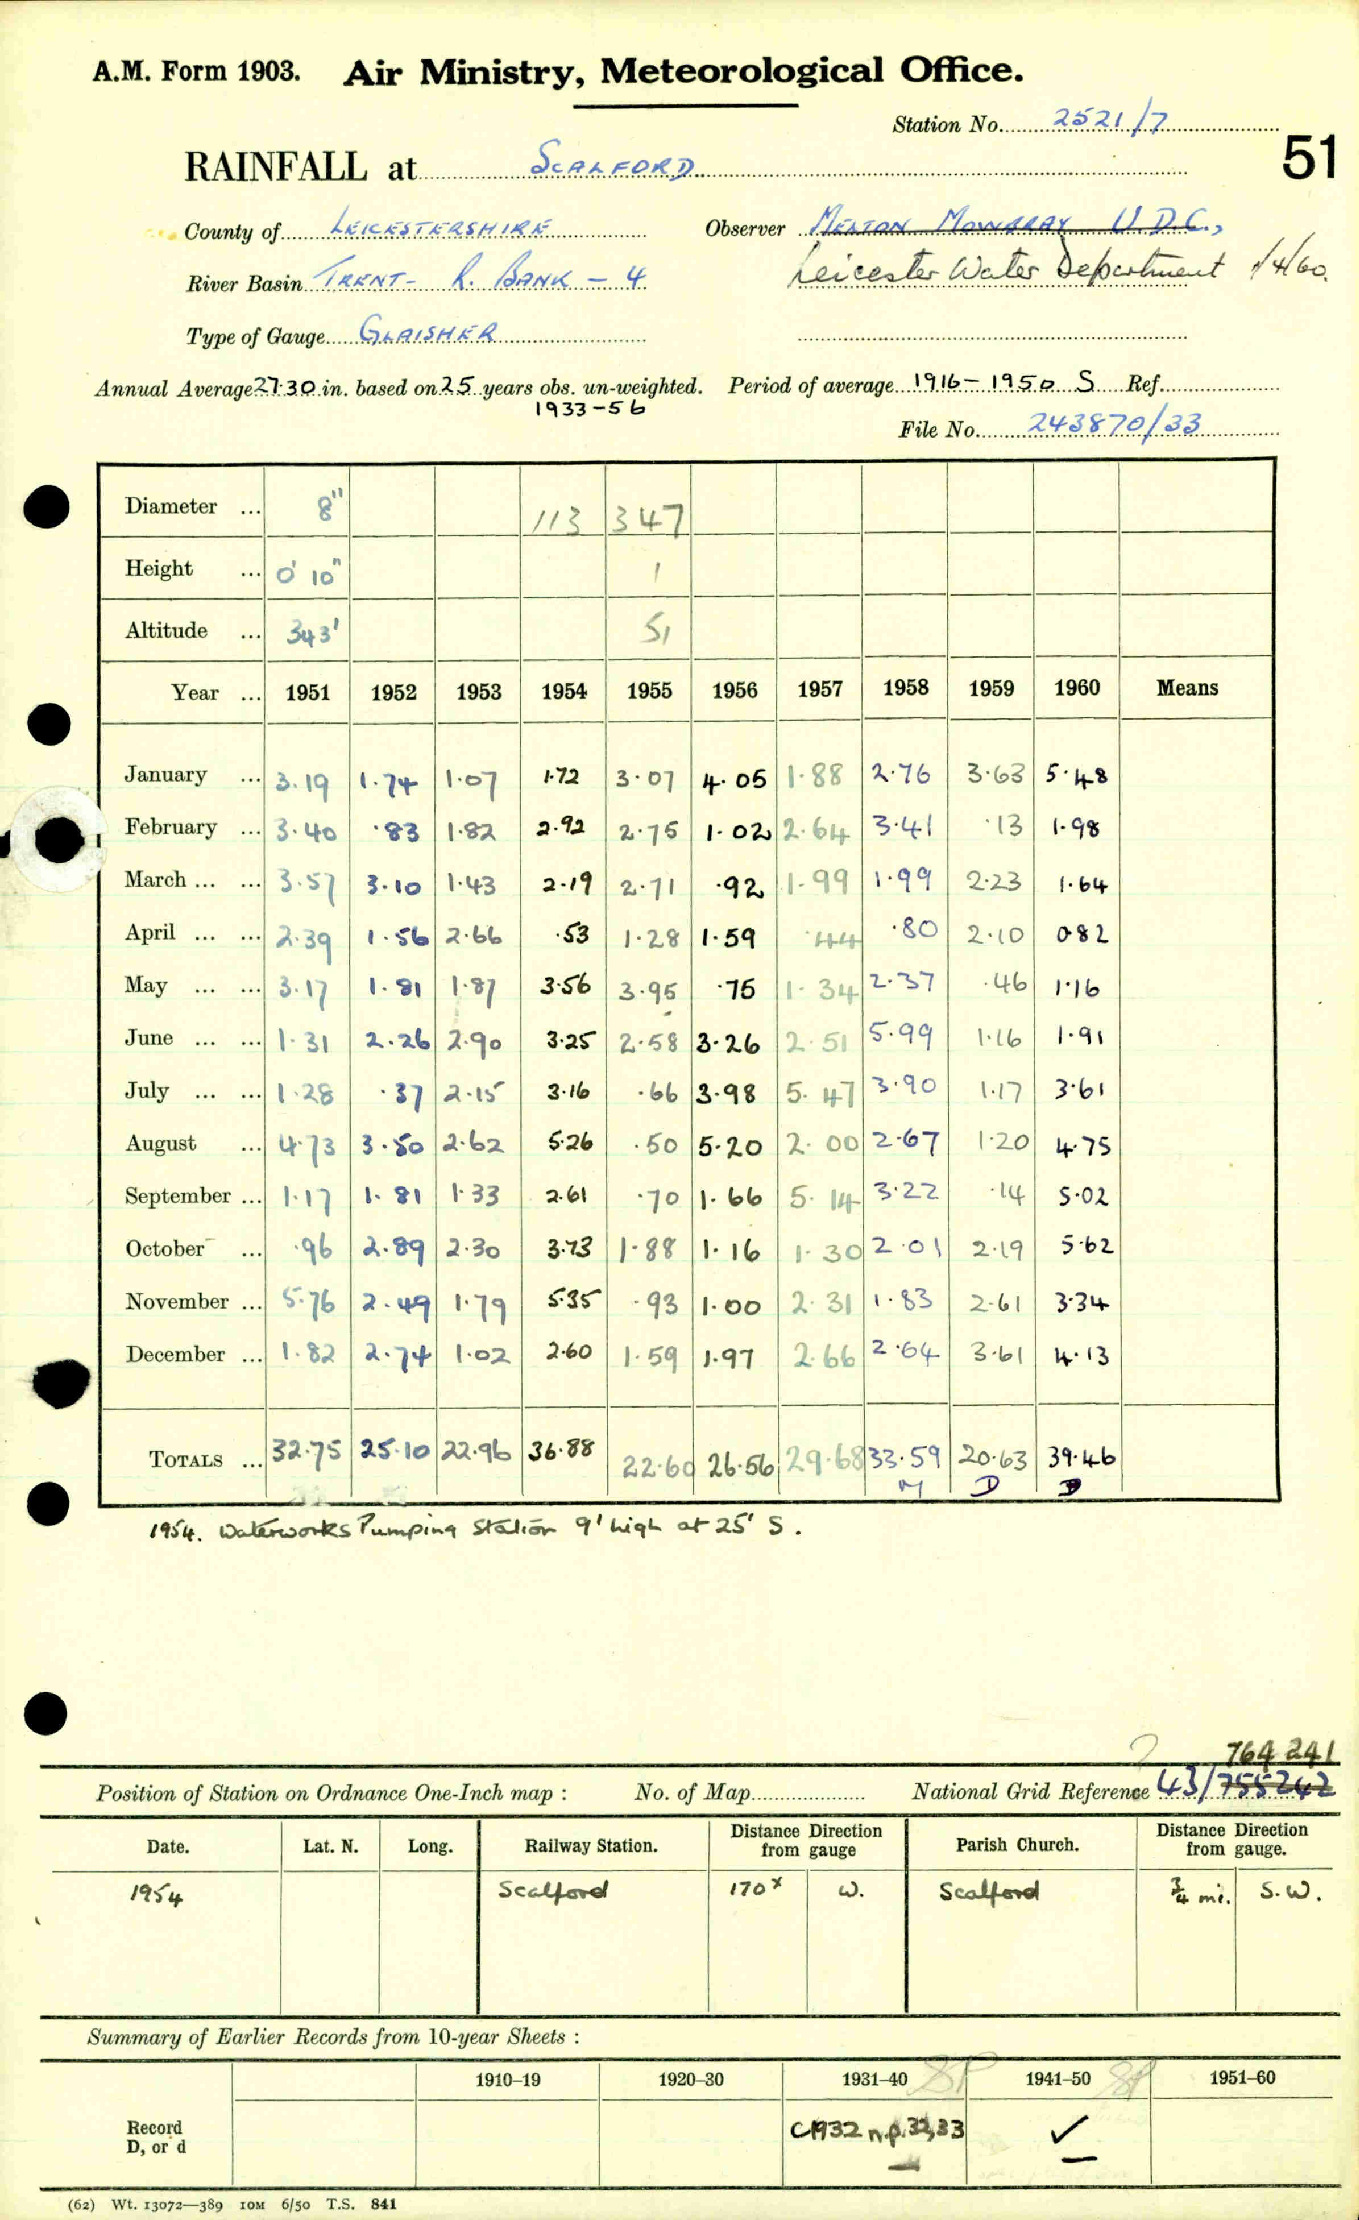 A.M. Form 1903. Air Ministry, Meteorological Office.
Station No. 2521/7
51
RAINFALL at SCALFORD
County of LEICESTERSHIRE Observer MELTON MOWBRAY U.D.C.,
River Basin TRENT- R. BANK - 4 Leicester Water Department 1/4/60.
Type of Gauge GLAISHER
Annual Average 27.30 in. based on 25 years obs. un-weighted. Period of average 1916-1950 S Ref.
1933-56
File No. 243870/33
Diameter ... 8" 113 347
Height ... 0' 10" 1
Altitude ... 343' 51
Year ... 1951 1952 1953 1954 1955 1956 1957 1958 1959 1960 Means
January ... 3.19 1.74 1.07 1.72 3.07 4.05 1.88 2.76 3.63 5.48
February ... 3.40 .83 1.82 2.92 2.75 1.02 2.64 3.41 .13 1.98
March ... ... 3.57 3.10 1.43 2.19 2.71 .92 1.99 1.99 2.23 1.64
April ... ... 2.39 1.56 2.66 .53 1.28 1.59 .44 .80 2.10 0.82
May ... ... 3.17 1.81 1.87 3.56 3.95 .75 1.34 2.37 .46 1.16
June ... ... 1.31 2.26 2.90 3.25 2.58 3.26 2.51 5.99 1.16 1.91
July ... ... 1.28 .37 2.15 3.16 .66 3.98 5.47 3.90 1.17 3.61
August ... 4.73 3.50 2.62 5.26 .50 5.20 2.00 2.67 1.20 4.75
September ... 1.17 1.81 1.33 2.61 .70 1.66 5.14 3.22 .14 5.02
October ... .96 2.89 2.30 3.73 1.88 1.16 1.30 2.01 2.19 5.62
November ... 5.76 2.49 1.79 5.35 .93 1.00 2.31 1.83 2.61 3.34
December ... 1.82 2.74 1.02 2.60 1.59 1.97 2.66 2.64 3.61 4.13
TOTALS ... 32.75 25.10 22.96 36.88 22.60 26.56 29.68 33.59 20.63 39.46
M D D
1954. Waterworks Pumping Station 9' high at 25' S.
? 764 241
Position of Station on Ordnance One-Inch map : No. of Map National Grid Reference 43/755242
Date. Lat. N. Long. Railway Station. Distance from gauge Direction Parish Church. Distance Direction from gauge.
1954 Scalford 170x W. Scalford 3/4 mi. S.W.
Summary of Earlier Records from 10-year Sheets :
1910–19 1920–30 1931–40 SP 1941–50 SP 1951–60
Record D, or d C1932 n.p. 32,33 ✓
(62) Wt. 13072—389 10M 6/50 T.S. 841